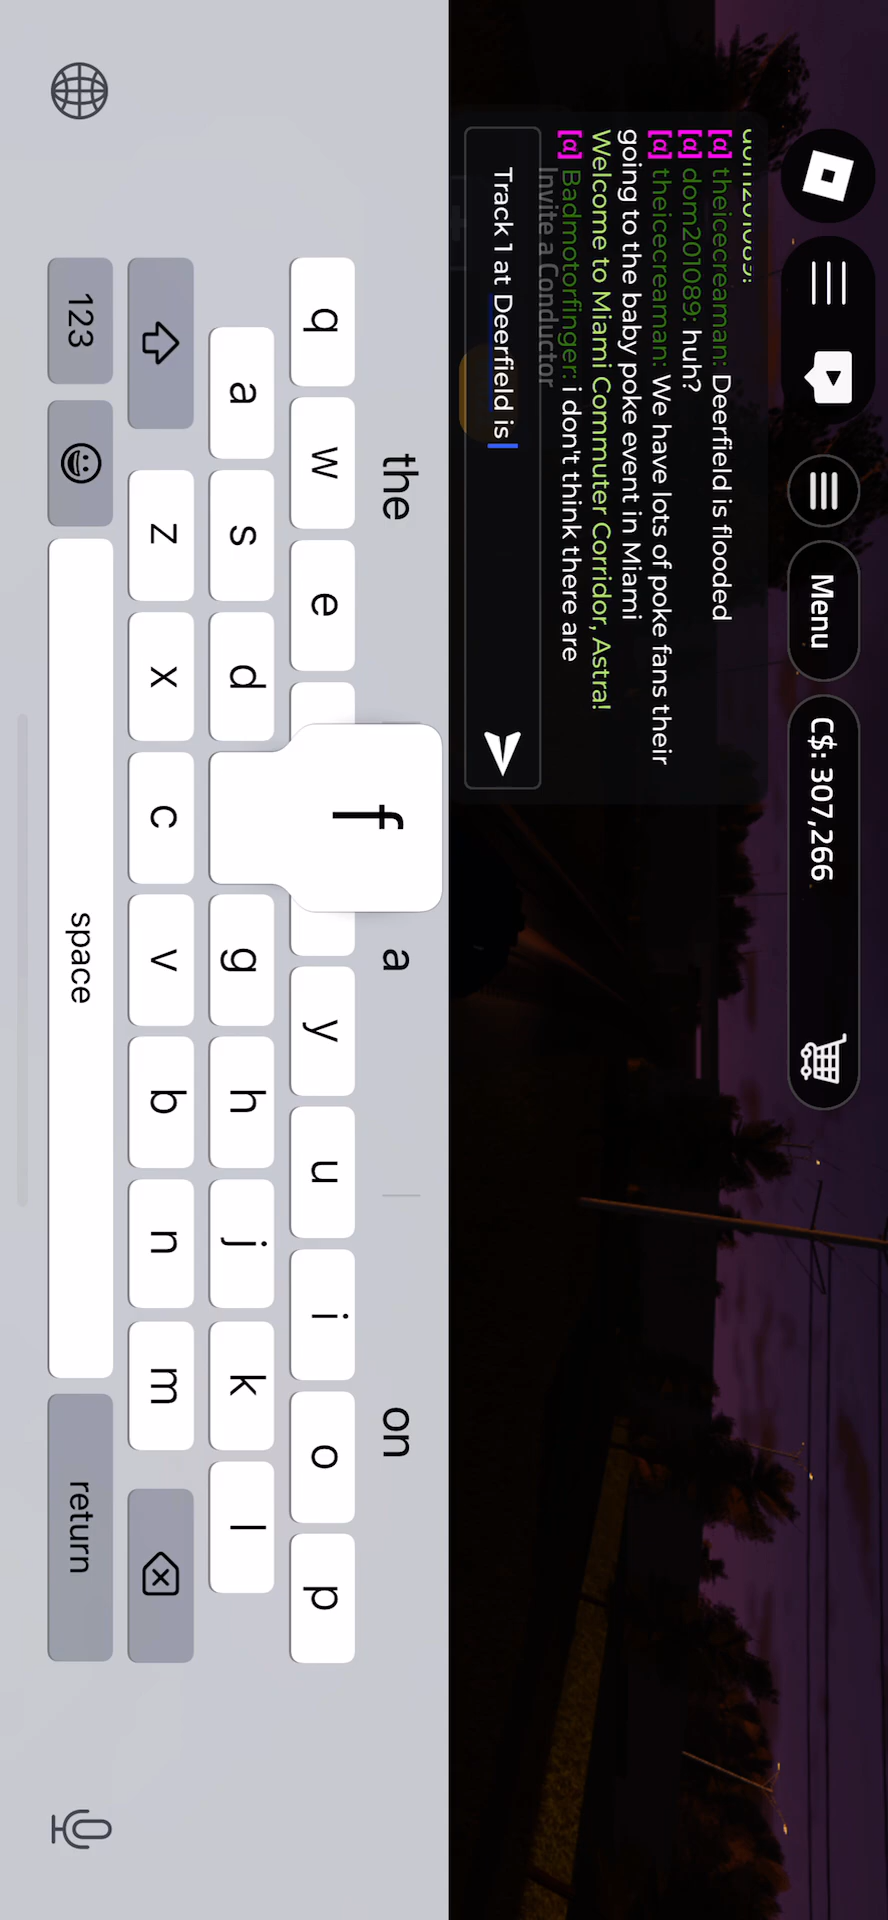 Menu
C$: 307,266
dom201089:
[α] theicecreaman: Deerfield is flooded
[α] dom201089: huh?
[α] theicecreaman: We have lots of poke fans their
going to the baby poke event in Miami
Welcome to Miami Commuter Corridor, Astra!
[α] Badmotorfinger: i don't think there are
Invite a Conductor
Track 1 at Deerfield is
the a on
q w e y u i o p
a s d f g h j k l
z x c v b n m
123 space return